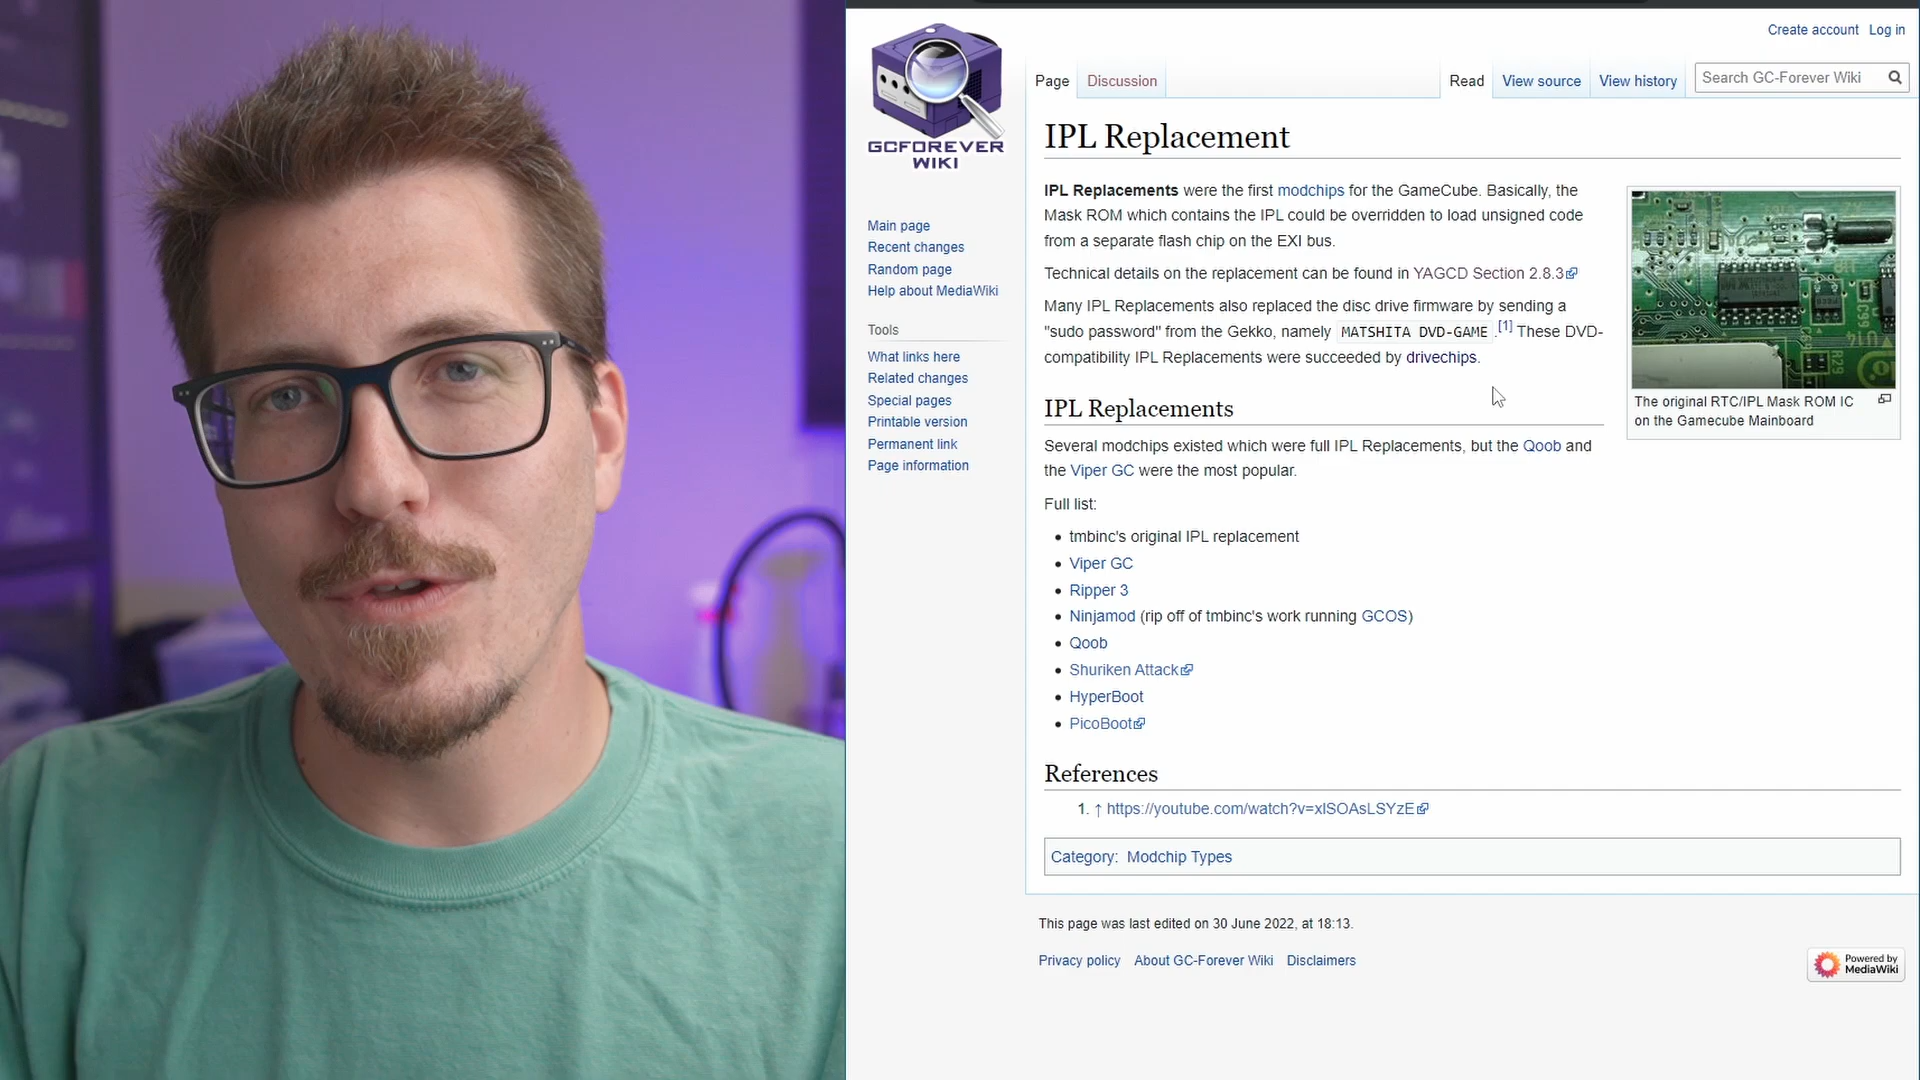 Create account Log in
GCFOREVER
WIKI
Page Discussion Read View source View history Search GC-Forever Wiki
IPL Replacement
IPL Replacements were the first modchips for the GameCube. Basically, the
Mask ROM which contains the IPL could be overridden to load unsigned code
from a separate flash chip on the EXI bus.
Technical details on the replacement can be found in YAGCD Section 2.8.3
Many IPL Replacements also replaced the disc drive firmware by sending a
"sudo password" from the Gekko, namely MATSHITA DVD-GAME .[1] These DVD-
compatibility IPL Replacements were succeeded by drivechips.
The original RTC/IPL Mask ROM IC
on the Gamecube Mainboard
Main page
Recent changes
Random page
Help about MediaWiki
Tools
What links here
Related changes
Special pages
Printable version
Permanent link
Page information
IPL Replacements
Several modchips existed which were full IPL Replacements, but the Qoob and
the Viper GC were the most popular.
Full list:
tmbinc's original IPL replacement
Viper GC
Ripper 3
Ninjamod (rip off of tmbinc's work running GCOS)
Qoob
Shuriken Attack
HyperBoot
PicoBoot
References
1. ↑ https://youtube.com/watch?v=xlSOAsLSYzE
Category: Modchip Types
This page was last edited on 30 June 2022, at 18:13.
Privacy policy About GC-Forever Wiki Disclaimers
Powered by
MediaWiki